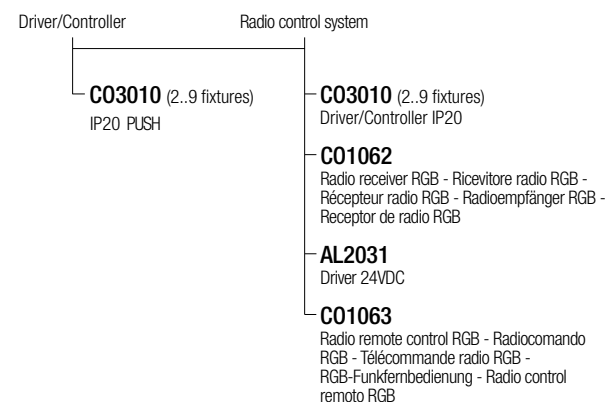 Driver/Controller
Radio control system
CO3010 (2..9 fixtures)
IP20 PUSH
CO3010 (2..9 fixtures)
Driver/Controller IP20
CO1062
Radio receiver RGB - Ricevitore radio RGB -
Récepteur radio RGB - Radioempfänger RGB -
Receptor de radio RGB
AL2031
Driver 24VDC
CO1063
Radio remote control RGB - Radiocomando
RGB - Télécommande radio RGB -
RGB-Funkfernbedienung - Radio control
remoto RGB